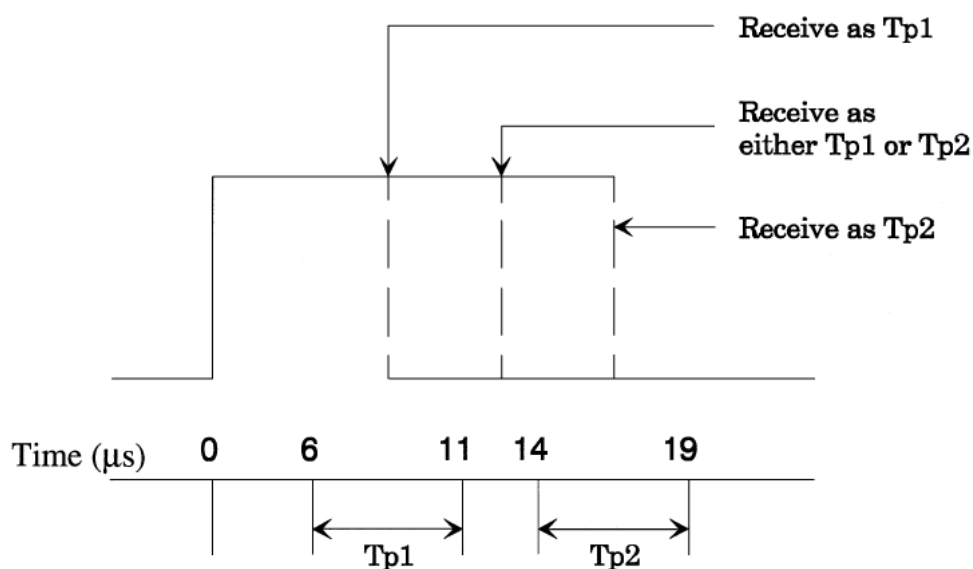 Receive as Tp1
Receive as
either Tp1 or Tp2
Receive as Tp2
Time (µs) 0 6 11 14 19
Tp1 Tp2